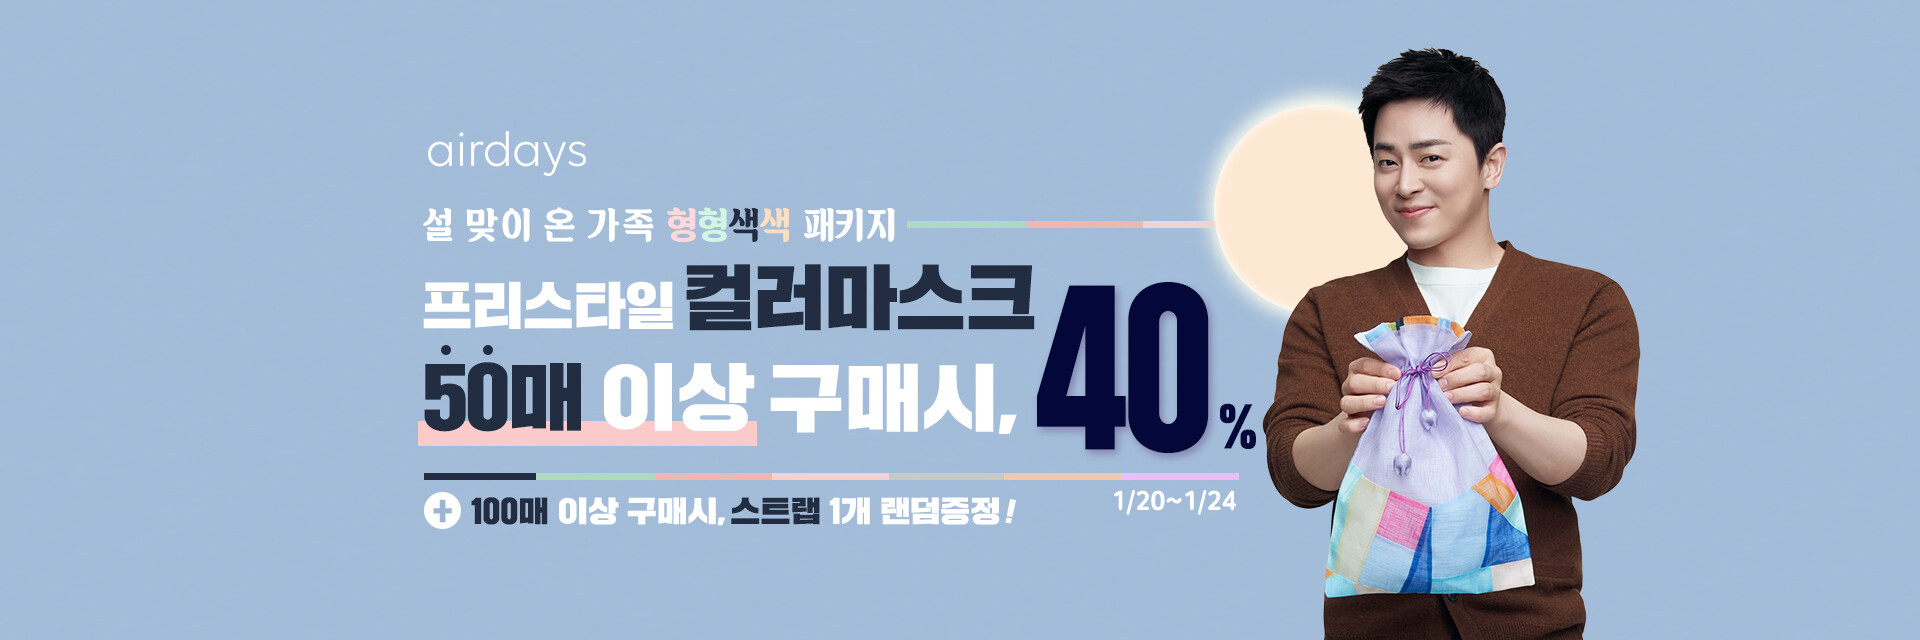 airdays
설 맞이 온 가족 형형색색 패키지
프리스타일 컬러마스크
50매 이상 구매시, 40%
+ 100매 이상 구매시, 스트랩 1개 랜덤증정!
1/20~1/24